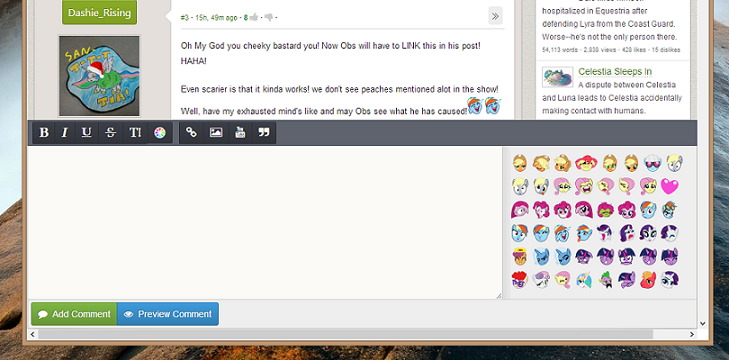 Dashie_Rising
#3 - 15h, 49m ago - 8 · -
»
SAN-
TA-
TIA!
Oh My God you cheeky bastard you! Now Obs will have to LINK this in his post!
HAHA!
Even scarier is that it kinda works! we don't see peaches mentioned alot in the show!
Well, have my exhausted mind's like and may Obs see what he has caused!
hospitalized in Equestria after
defending Lyra from the Coast Guard.
Worse--he's not the only person there.
54,113 words - 2,839 views - 428 likes - 15 dislikes
Celestia Sleeps In
A dispute between Celestia
and Luna leads to Celestia accidentally
making contact with humans.
B I U S T!
Add Comment
Preview Comment